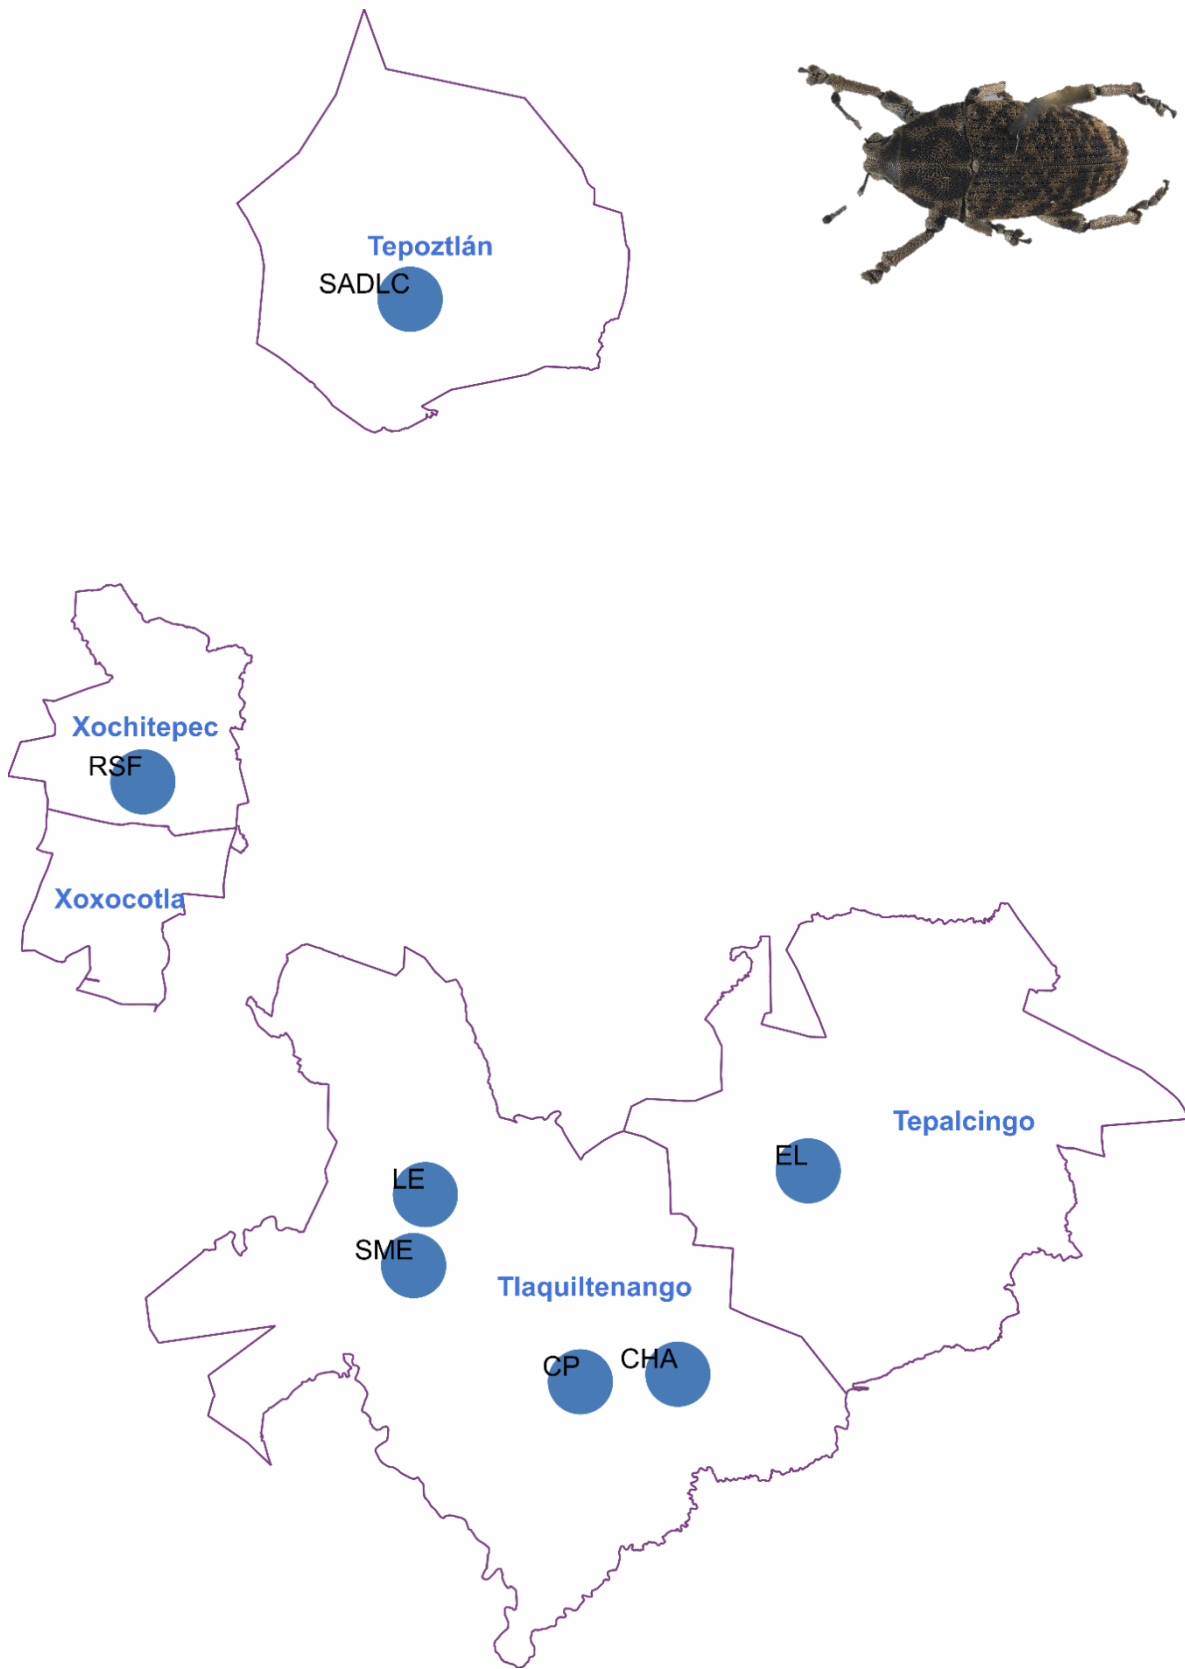 Tepoztlán
SADLC
Xochitepec
RSF
Xoxocotla
Tepalcingo
EL
LE
SME
Tlaquiltenango
CP
CHA